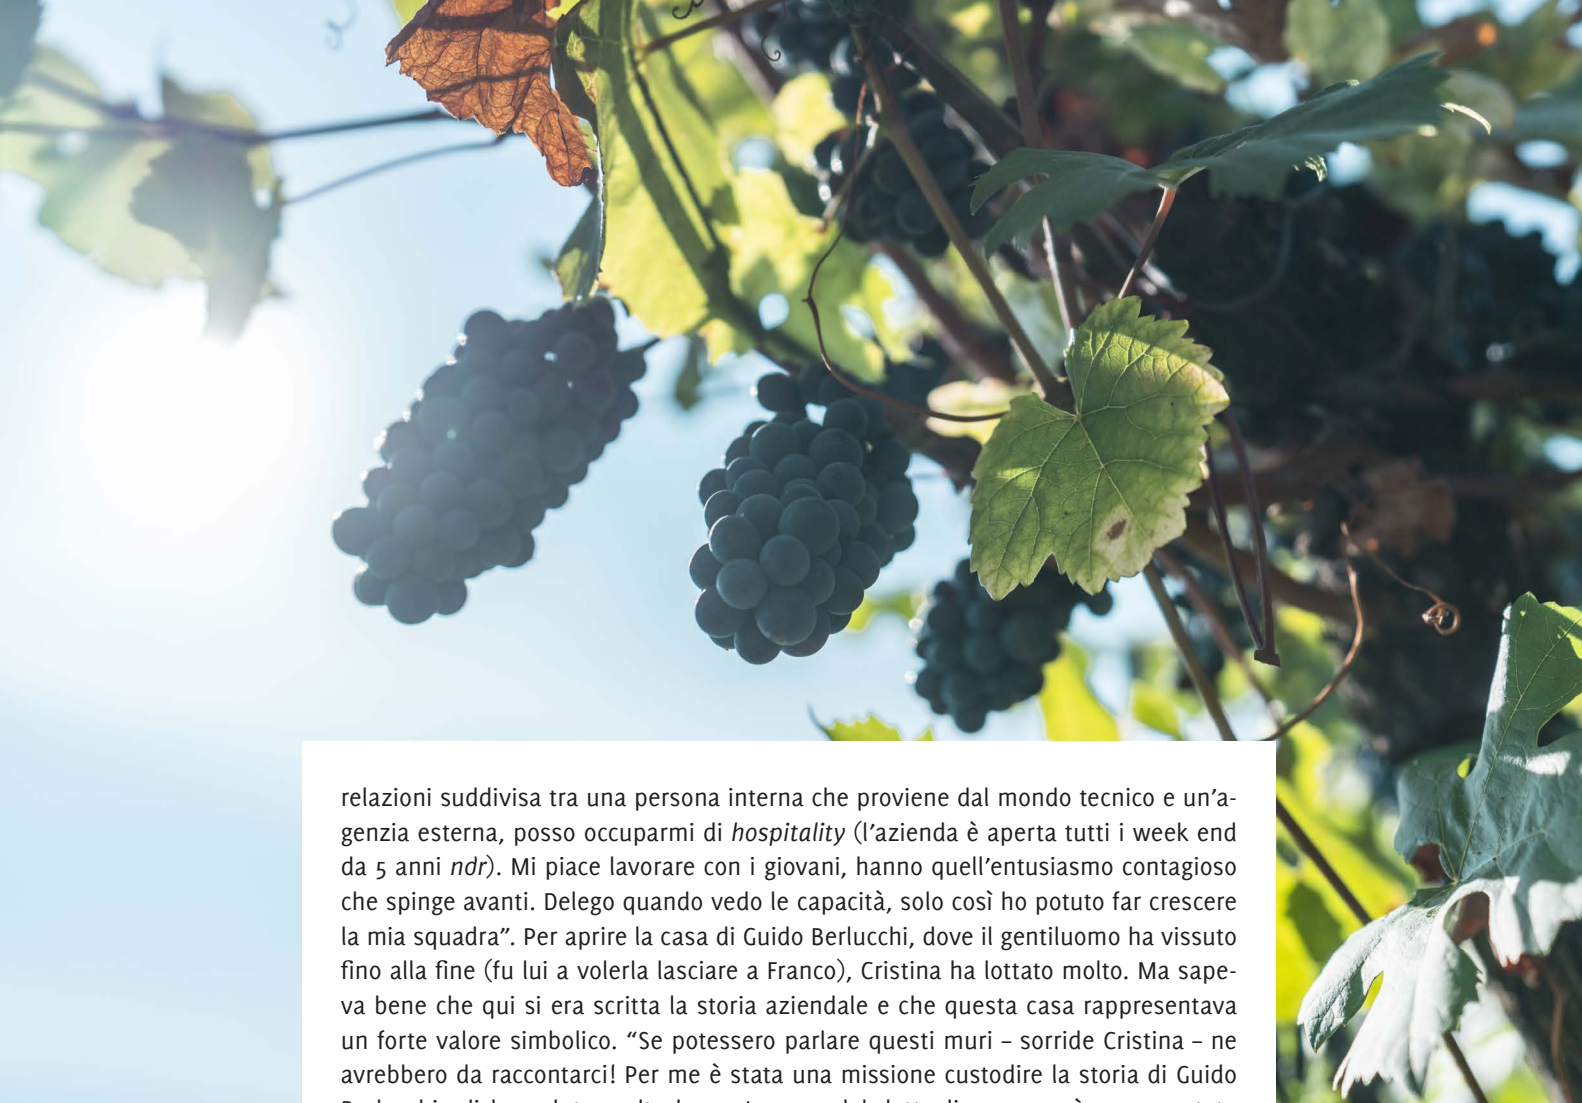 relazioni suddivisa tra una persona interna che proviene dal mondo tecnico e un’a-
genzia esterna, posso occuparmi di hospitality (l’azienda è aperta tutti i week end
da 5 anni ndr). Mi piace lavorare con i giovani, hanno quell’entusiasmo contagioso
che spinge avanti. Delego quando vedo le capacità, solo così ho potuto far crescere
la mia squadra”. Per aprire la casa di Guido Berlucchi, dove il gentiluomo ha vissuto
fino alla fine (fu lui a volerla lasciare a Franco), Cristina ha lottato molto. Ma sape-
va bene che qui si era scritta la storia aziendale e che questa casa rappresentava
un forte valore simbolico. “Se potessero parlare questi muri – sorride Cristina – ne
avrebbero da raccontarci! Per me è stata una missione custodire la storia di Guido